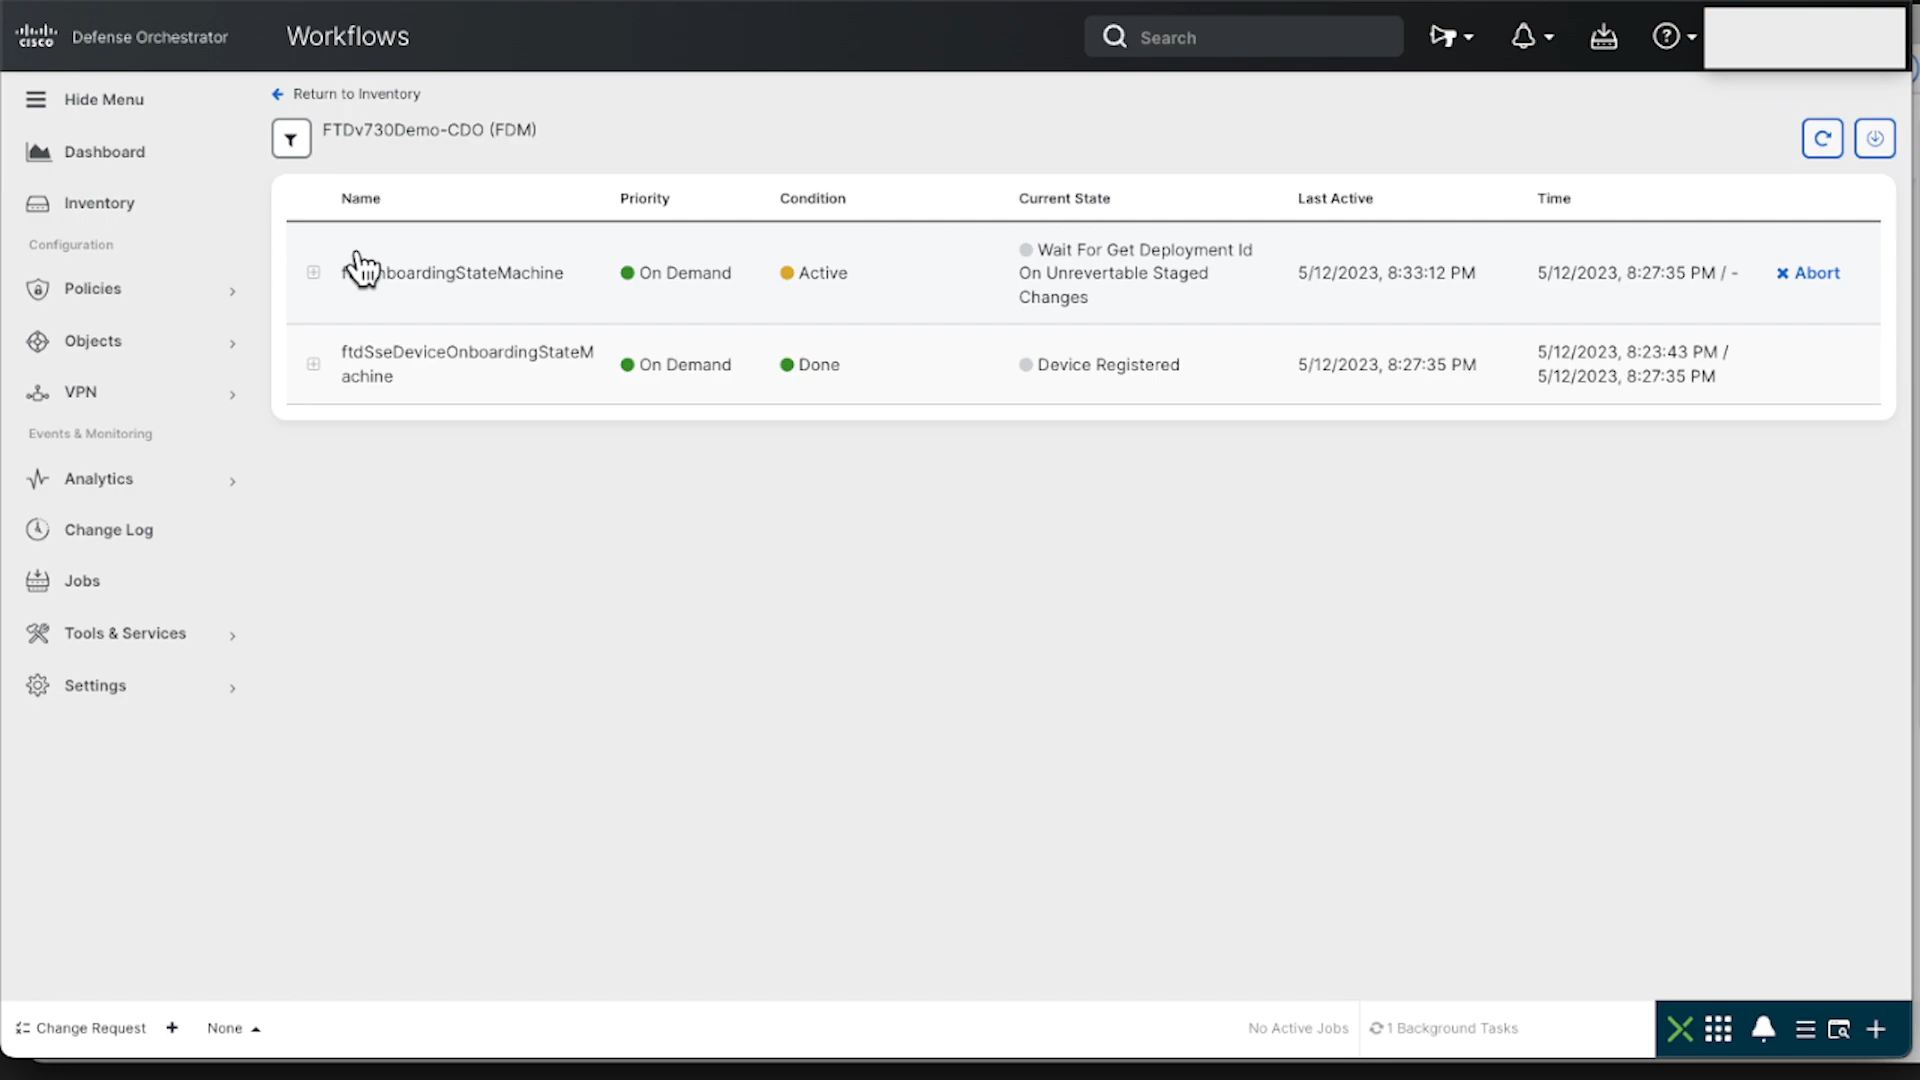 CISCO Defense Orchestrator
Workflows
Search
Hide Menu
Dashboard
Inventory
Configuration
Policies
Objects
VPN
Events & Monitoring
Analytics
Change Log
Jobs
Tools & Services
Settings
Return to Inventory
FTDv730Demo-CDO (FDM)
Name Priority Condition Current State Last Active Time
On Demand
Active
Wait For Get Deployment Id
On Unrevertable Staged
Changes
5/12/2023, 8:33:12 PM
5/12/2023, 8:27:35 PM / -
Abort
ftdSseDeviceOnboardingStateM
achine
On Demand
Done
Device Registered
5/12/2023, 8:27:35 PM
5/12/2023, 8:23:43 PM /
5/12/2023, 8:27:35 PM
Change Request + None
No Active Jobs
1 Background Tasks